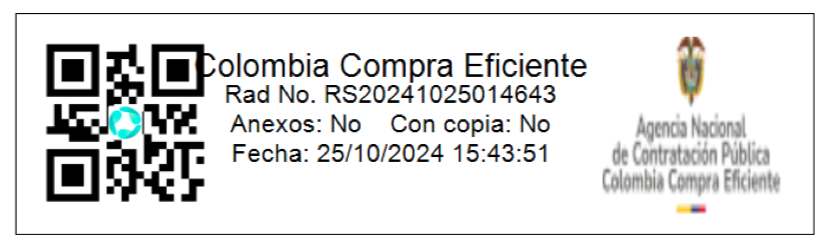 Colombia Compra Eficiente
Rad No. RS20241025014643
Anexos: No    Con copia: No
Fecha: 25/10/2024 15:43:51
Agencia Nacional
de Contratación Pública
Colombia Compra Eficiente